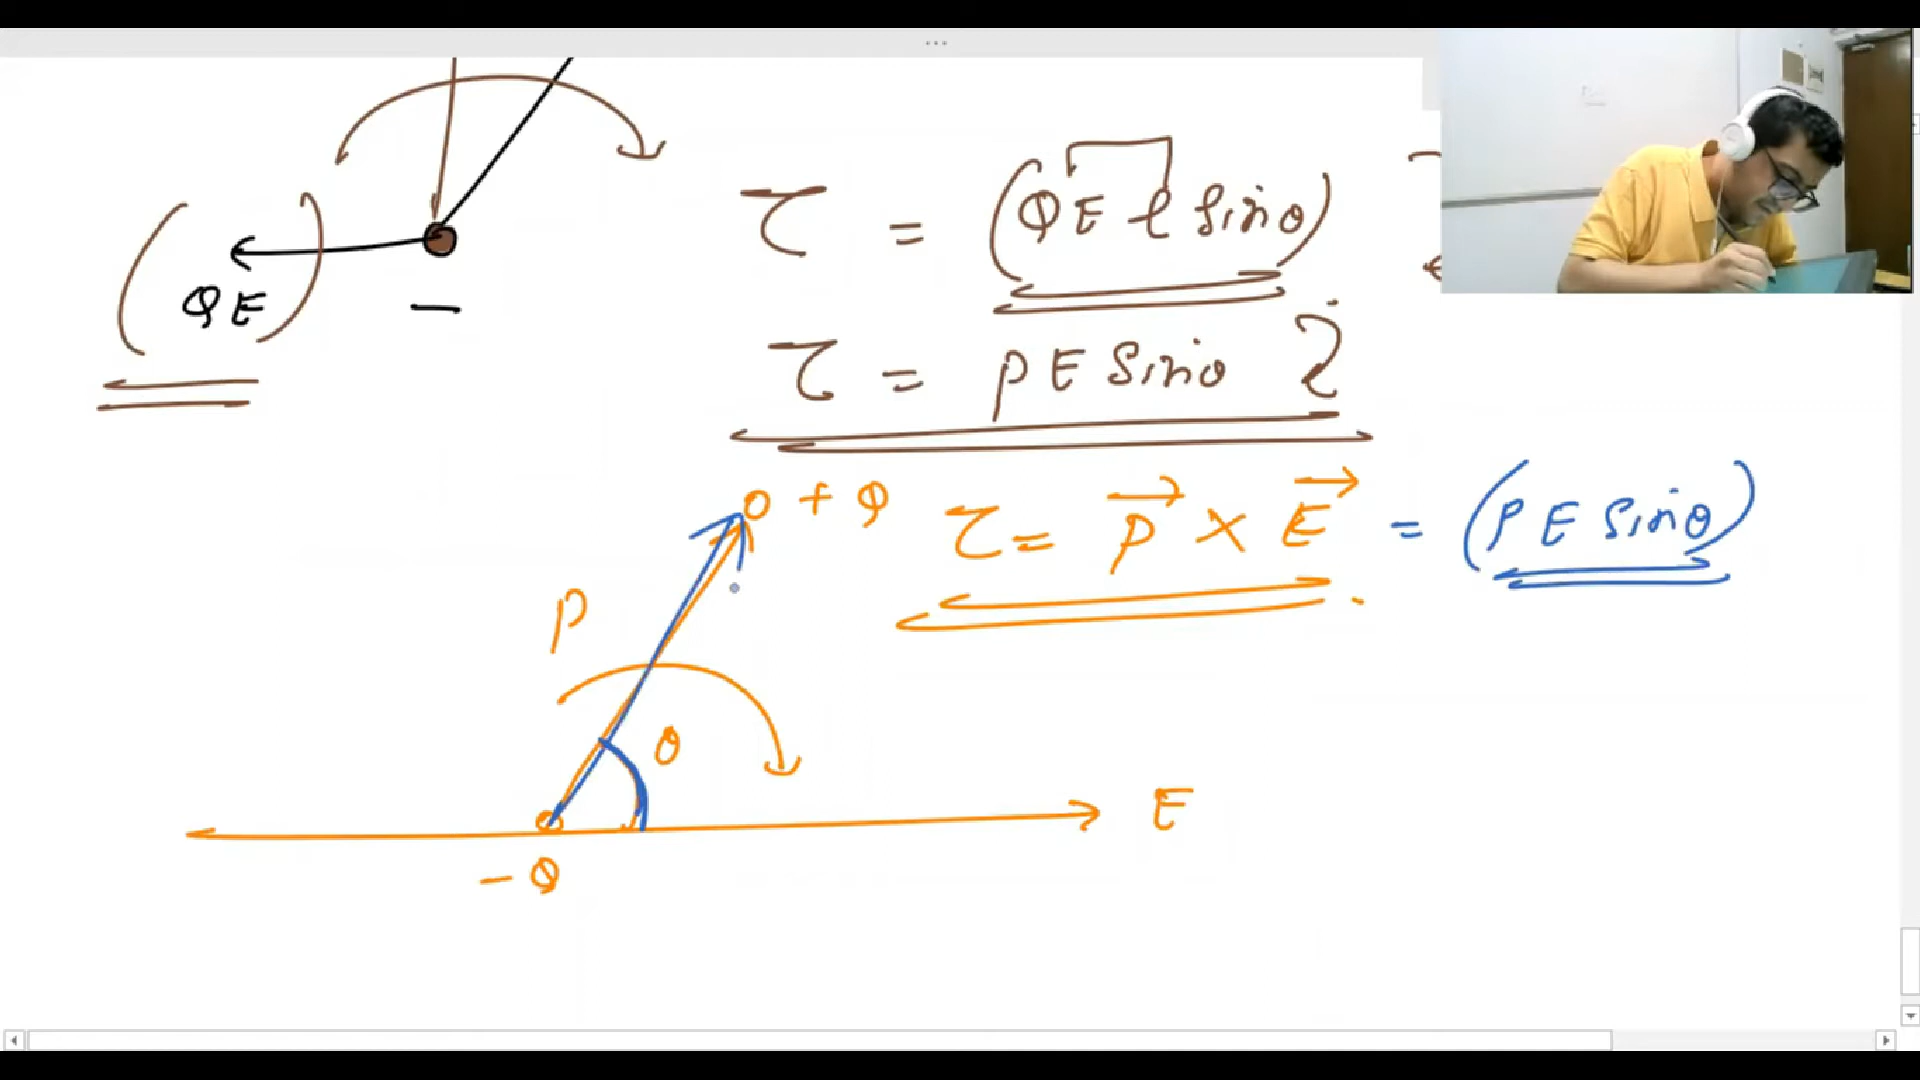 τ = (QE l sinθ)
QE
−
τ = PE sinθ
+Q
τ = P⃗ × E⃗ = (PE sinθ)
P
θ
E
−Q